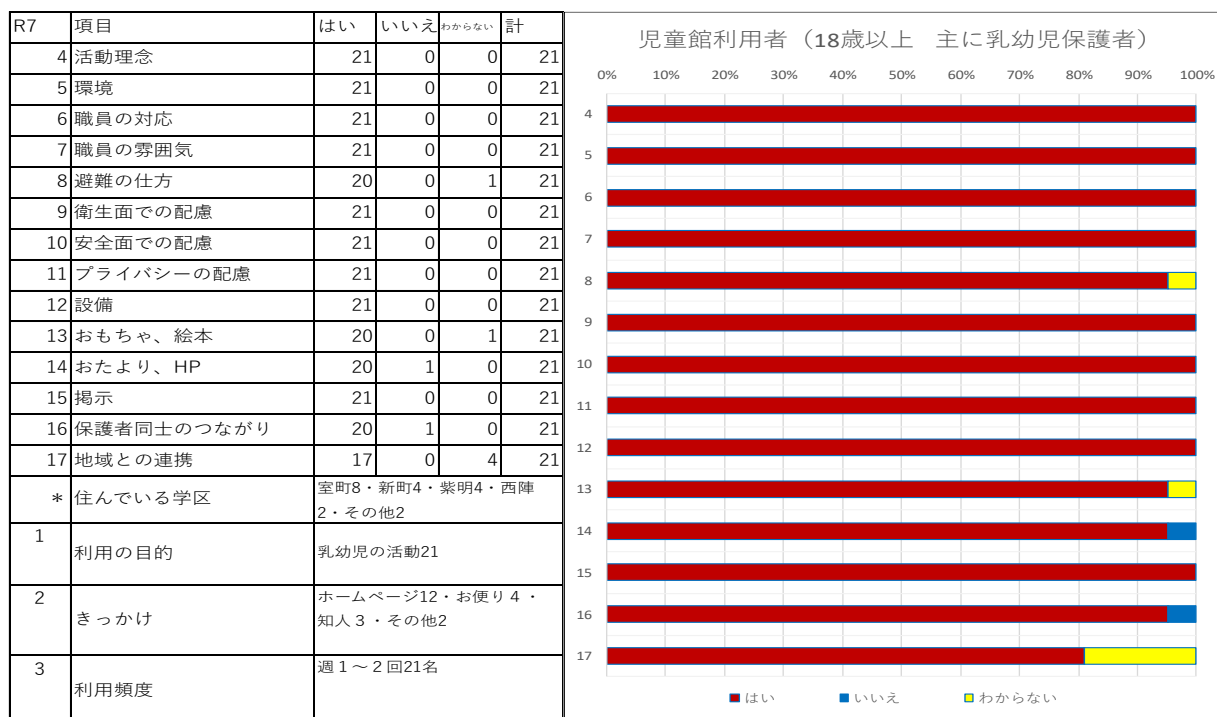 R7 項目 はい いいえ わからない 計
4 活動理念 21 0 0 21
5 環境 21 0 0 21
6 職員の対応 21 0 0 21
7 職員の雰囲気 21 0 0 21
8 避難の仕方 20 0 1 21
9 衛生面での配慮 21 0 0 21
10 安全面での配慮 21 0 0 21
11 プライバシーの配慮 21 0 0 21
12 設備 21 0 0 21
13 おもちゃ、絵本 20 0 1 21
14 おたより、HP 20 1 0 21
15 掲示 21 0 0 21
16 保護者同士のつながり 20 1 0 21
17 地域との連携 17 0 4 21
* 住んでいる学区 室町8・新町4・紫明4・西陣
2・その他2
1 利用の目的 乳幼児の活動21
2 きっかけ ホームページ12・お便り４・
知人３・その他2
3 利用頻度 週１～２回21名
児童館利用者（18歳以上　主に乳幼児保護者）
0% 10% 20% 30% 40% 50% 60% 70% 80% 90% 100%
4
5
6
7
8
9
10
11
12
13
14
15
16
17
はい いいえ わからない